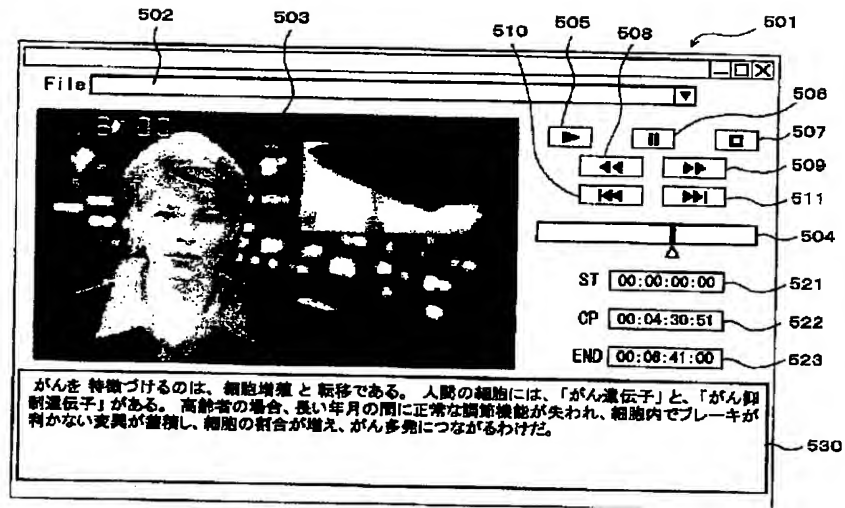 502 503 510 505 508 501
File
506
507
509
511
504
ST 00:00:00:00 521
CP 00:04:30:51 522
END 00:06:41:00 523
がんを 特徴づけるのは、 細胞増殖 と 転移である。 人間の細胞には、「がん遺伝子」と、「がん抑
制遺伝子」がある。 高齢者の場合、長い年月の間に正常な調節機能が失われ、細胞内でブレーキが
利かない変異が蓄積し、細胞の割合が増え、がん多発につながるわけだ。
530